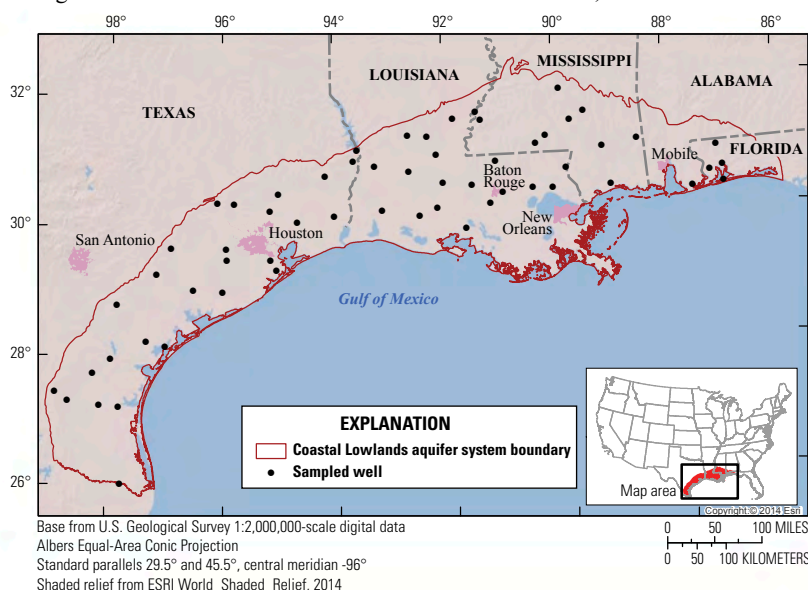 98° 96° 94° 92° 90° 88° 86°
MISSISSIPPI
LOUISIANA
ALABAMA
32°
TEXAS
FLORIDA
Mobile
Baton
Rouge
New
Orleans
30°
San Antonio
Houston
Gulf of Mexico
28°
EXPLANATION
Coastal Lowlands aquifer system boundary
Sampled well
26°
Map area
Copyright:© 2014 Esri
Base from U.S. Geological Survey 1:2,000,000-scale digital data
Albers Equal-Area Conic Projection
Standard parallels 29.5° and 45.5°, central meridian -96°
Shaded relief from ESRI World_Shaded_Relief, 2014
0 50 100 MILES
0 50 100 KILOMETERS